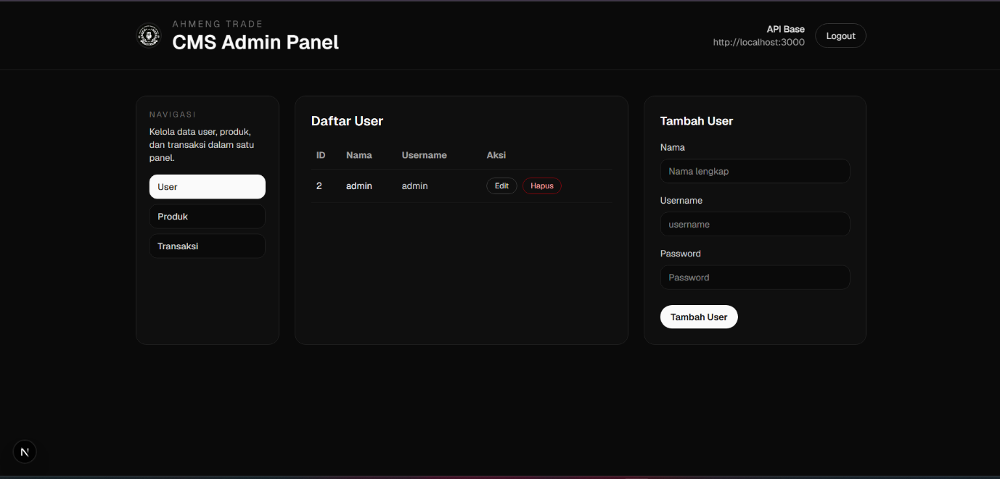 AHMENG TRADE
CMS Admin Panel
API Base
http://localhost:3000
Logout
NAVIGASI
Kelola data user, produk,
dan transaksi dalam satu
panel.
User
Produk
Transaksi
Daftar User
ID Nama Username Aksi
2 admin admin Edit Hapus
Tambah User
Nama
Nama lengkap
Username
username
Password
Password
Tambah User
N